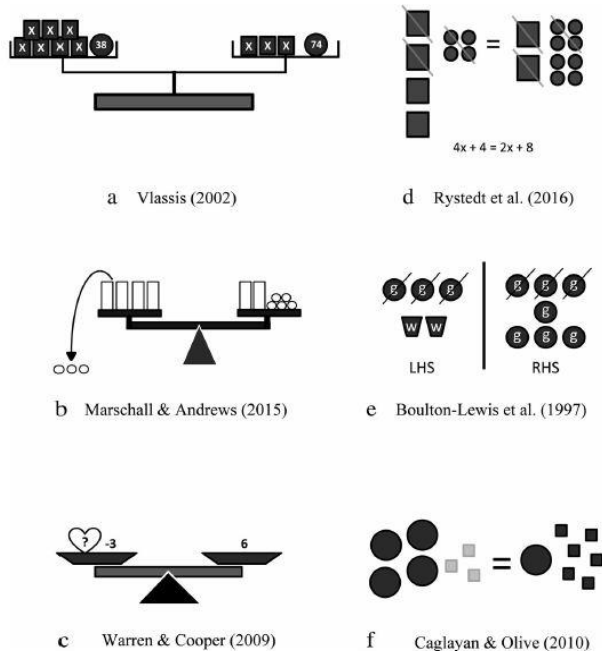 X X X
X X X X 38
X X X 74
a Vlassis (2002)
=
4x + 4 = 2x + 8
d Rystedt et al. (2016)
b Marschall & Andrews (2015)
g g g
w w
LHS
g g g
g
g g g
RHS
e Boulton-Lewis et al. (1997)
? -3
6
c Warren & Cooper (2009)
=
f Caglayan & Olive (2010)